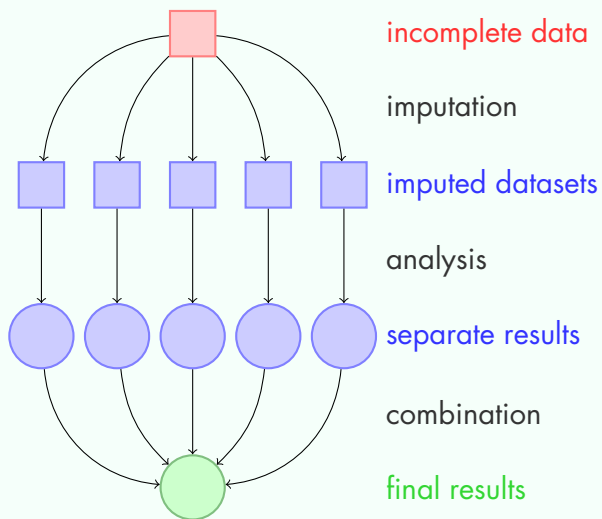 incomplete data
imputation
imputed datasets
analysis
separate results
combination
final results